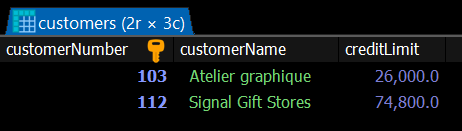 customers (2r × 3c)
customerNumber customerName creditLimit
103 Atelier graphique 26,000.0
112 Signal Gift Stores 74,800.0